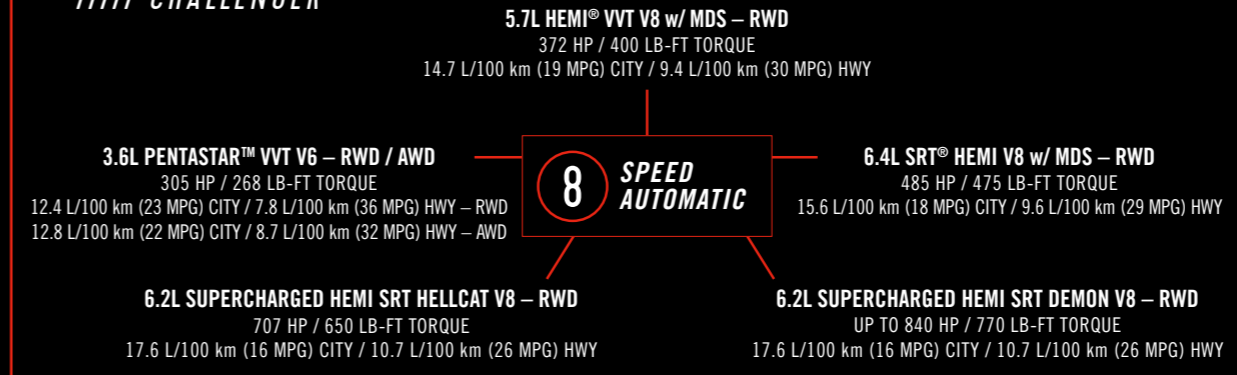 ///// CHALLENGER
5.7L HEMI® VVT V8 w/ MDS – RWD
372 HP / 400 LB-FT TORQUE
14.7 L/100 km (19 MPG) CITY / 9.4 L/100 km (30 MPG) HWY
3.6L PENTASTAR™ VVT V6 – RWD / AWD
305 HP / 268 LB-FT TORQUE
12.4 L/100 km (23 MPG) CITY / 7.8 L/100 km (36 MPG) HWY – RWD
12.8 L/100 km (22 MPG) CITY / 8.7 L/100 km (32 MPG) HWY – AWD
8 SPEED
AUTOMATIC
6.4L SRT® HEMI V8 w/ MDS – RWD
485 HP / 475 LB-FT TORQUE
15.6 L/100 km (18 MPG) CITY / 9.6 L/100 km (29 MPG) HWY
6.2L SUPERCHARGED HEMI SRT HELLCAT V8 – RWD
707 HP / 650 LB-FT TORQUE
17.6 L/100 km (16 MPG) CITY / 10.7 L/100 km (26 MPG) HWY
6.2L SUPERCHARGED HEMI SRT DEMON V8 – RWD
UP TO 840 HP / 770 LB-FT TORQUE
17.6 L/100 km (16 MPG) CITY / 10.7 L/100 km (26 MPG) HWY